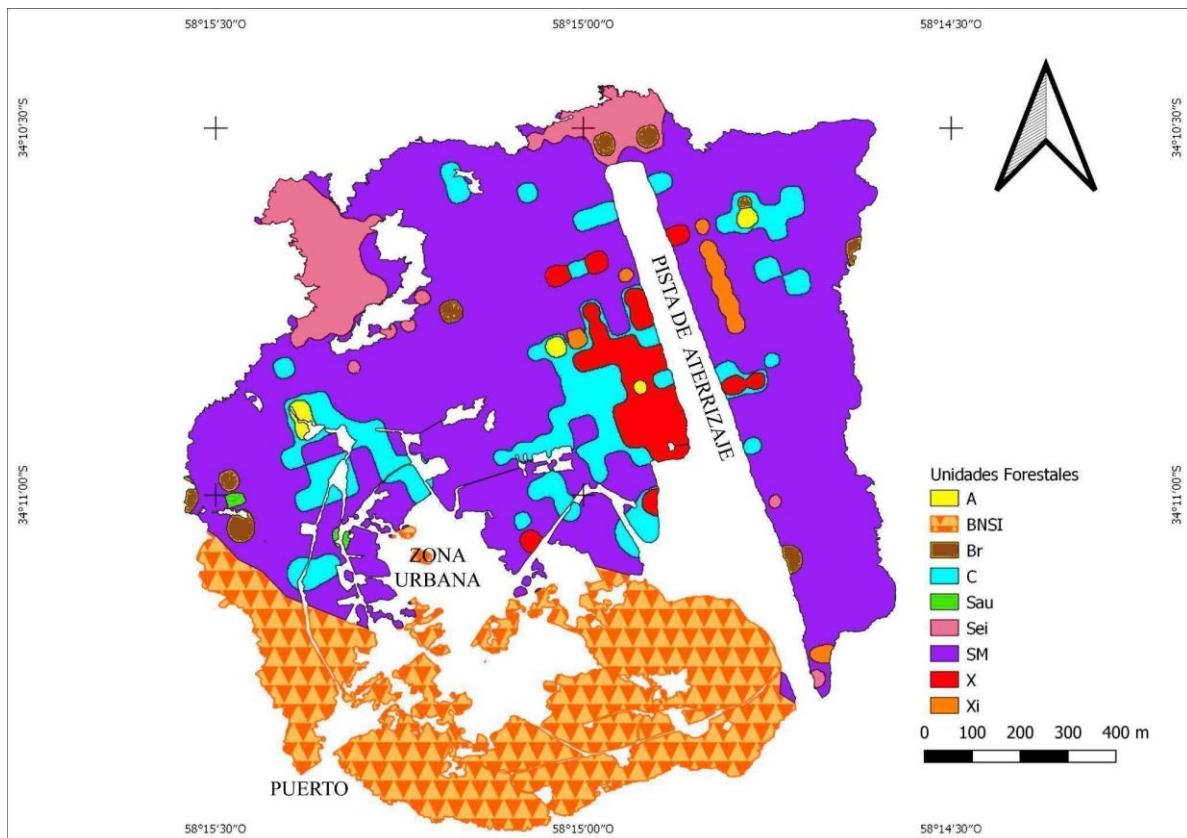 58°15'30"O
58°15'00"O
58°14'30"O
34°10'30"S
34°10'30"S
PISTA DE ATERRIZAJE
34°11'00"S
34°11'00"S
Unidades Forestales
A
BNSI
Br
C
Sau
Sei
SM
X
Xi
ZONA
URBANA
0 100 200 300 400 m
PUERTO
58°15'30"O
58°15'00"O
58°14'30"O